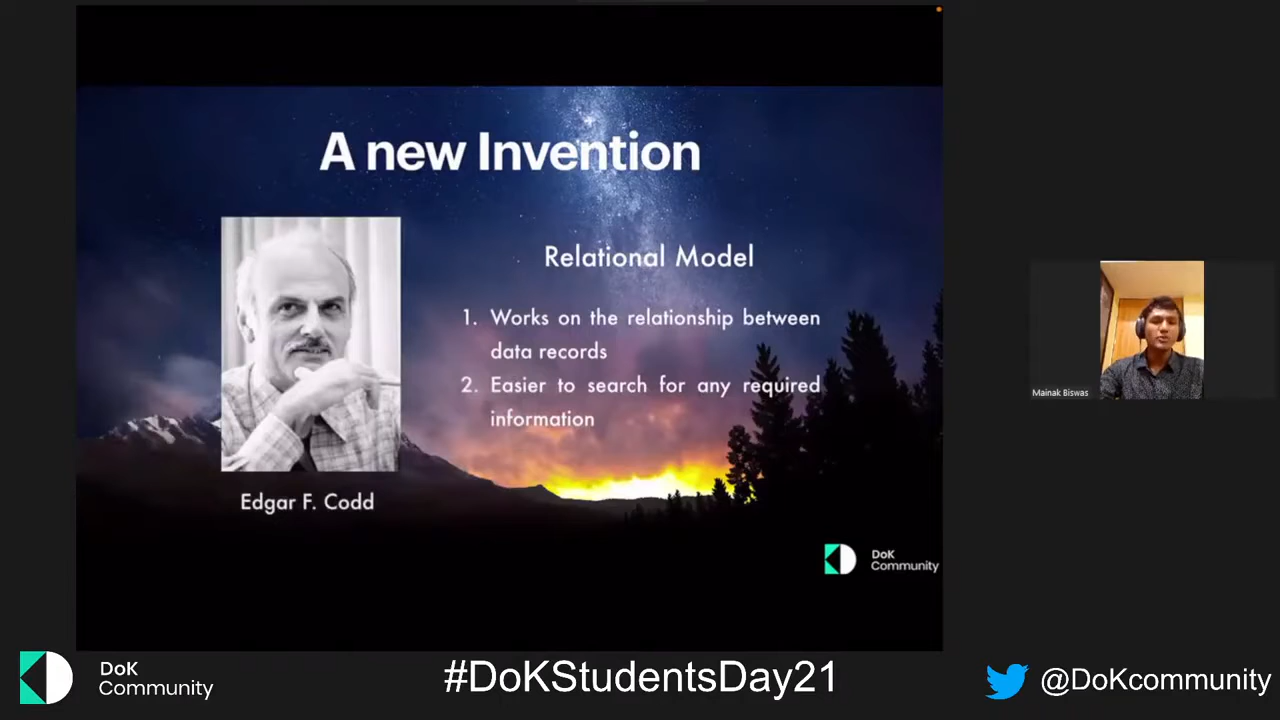 A new Invention
Relational Model
1. Works on the relationship between
data records
2. Easier to search for any required
information
Edgar F. Codd
DoK
Community
Mainak Biswas
DoK
Community
#DoKStudentsDay21
@DoKcommunity